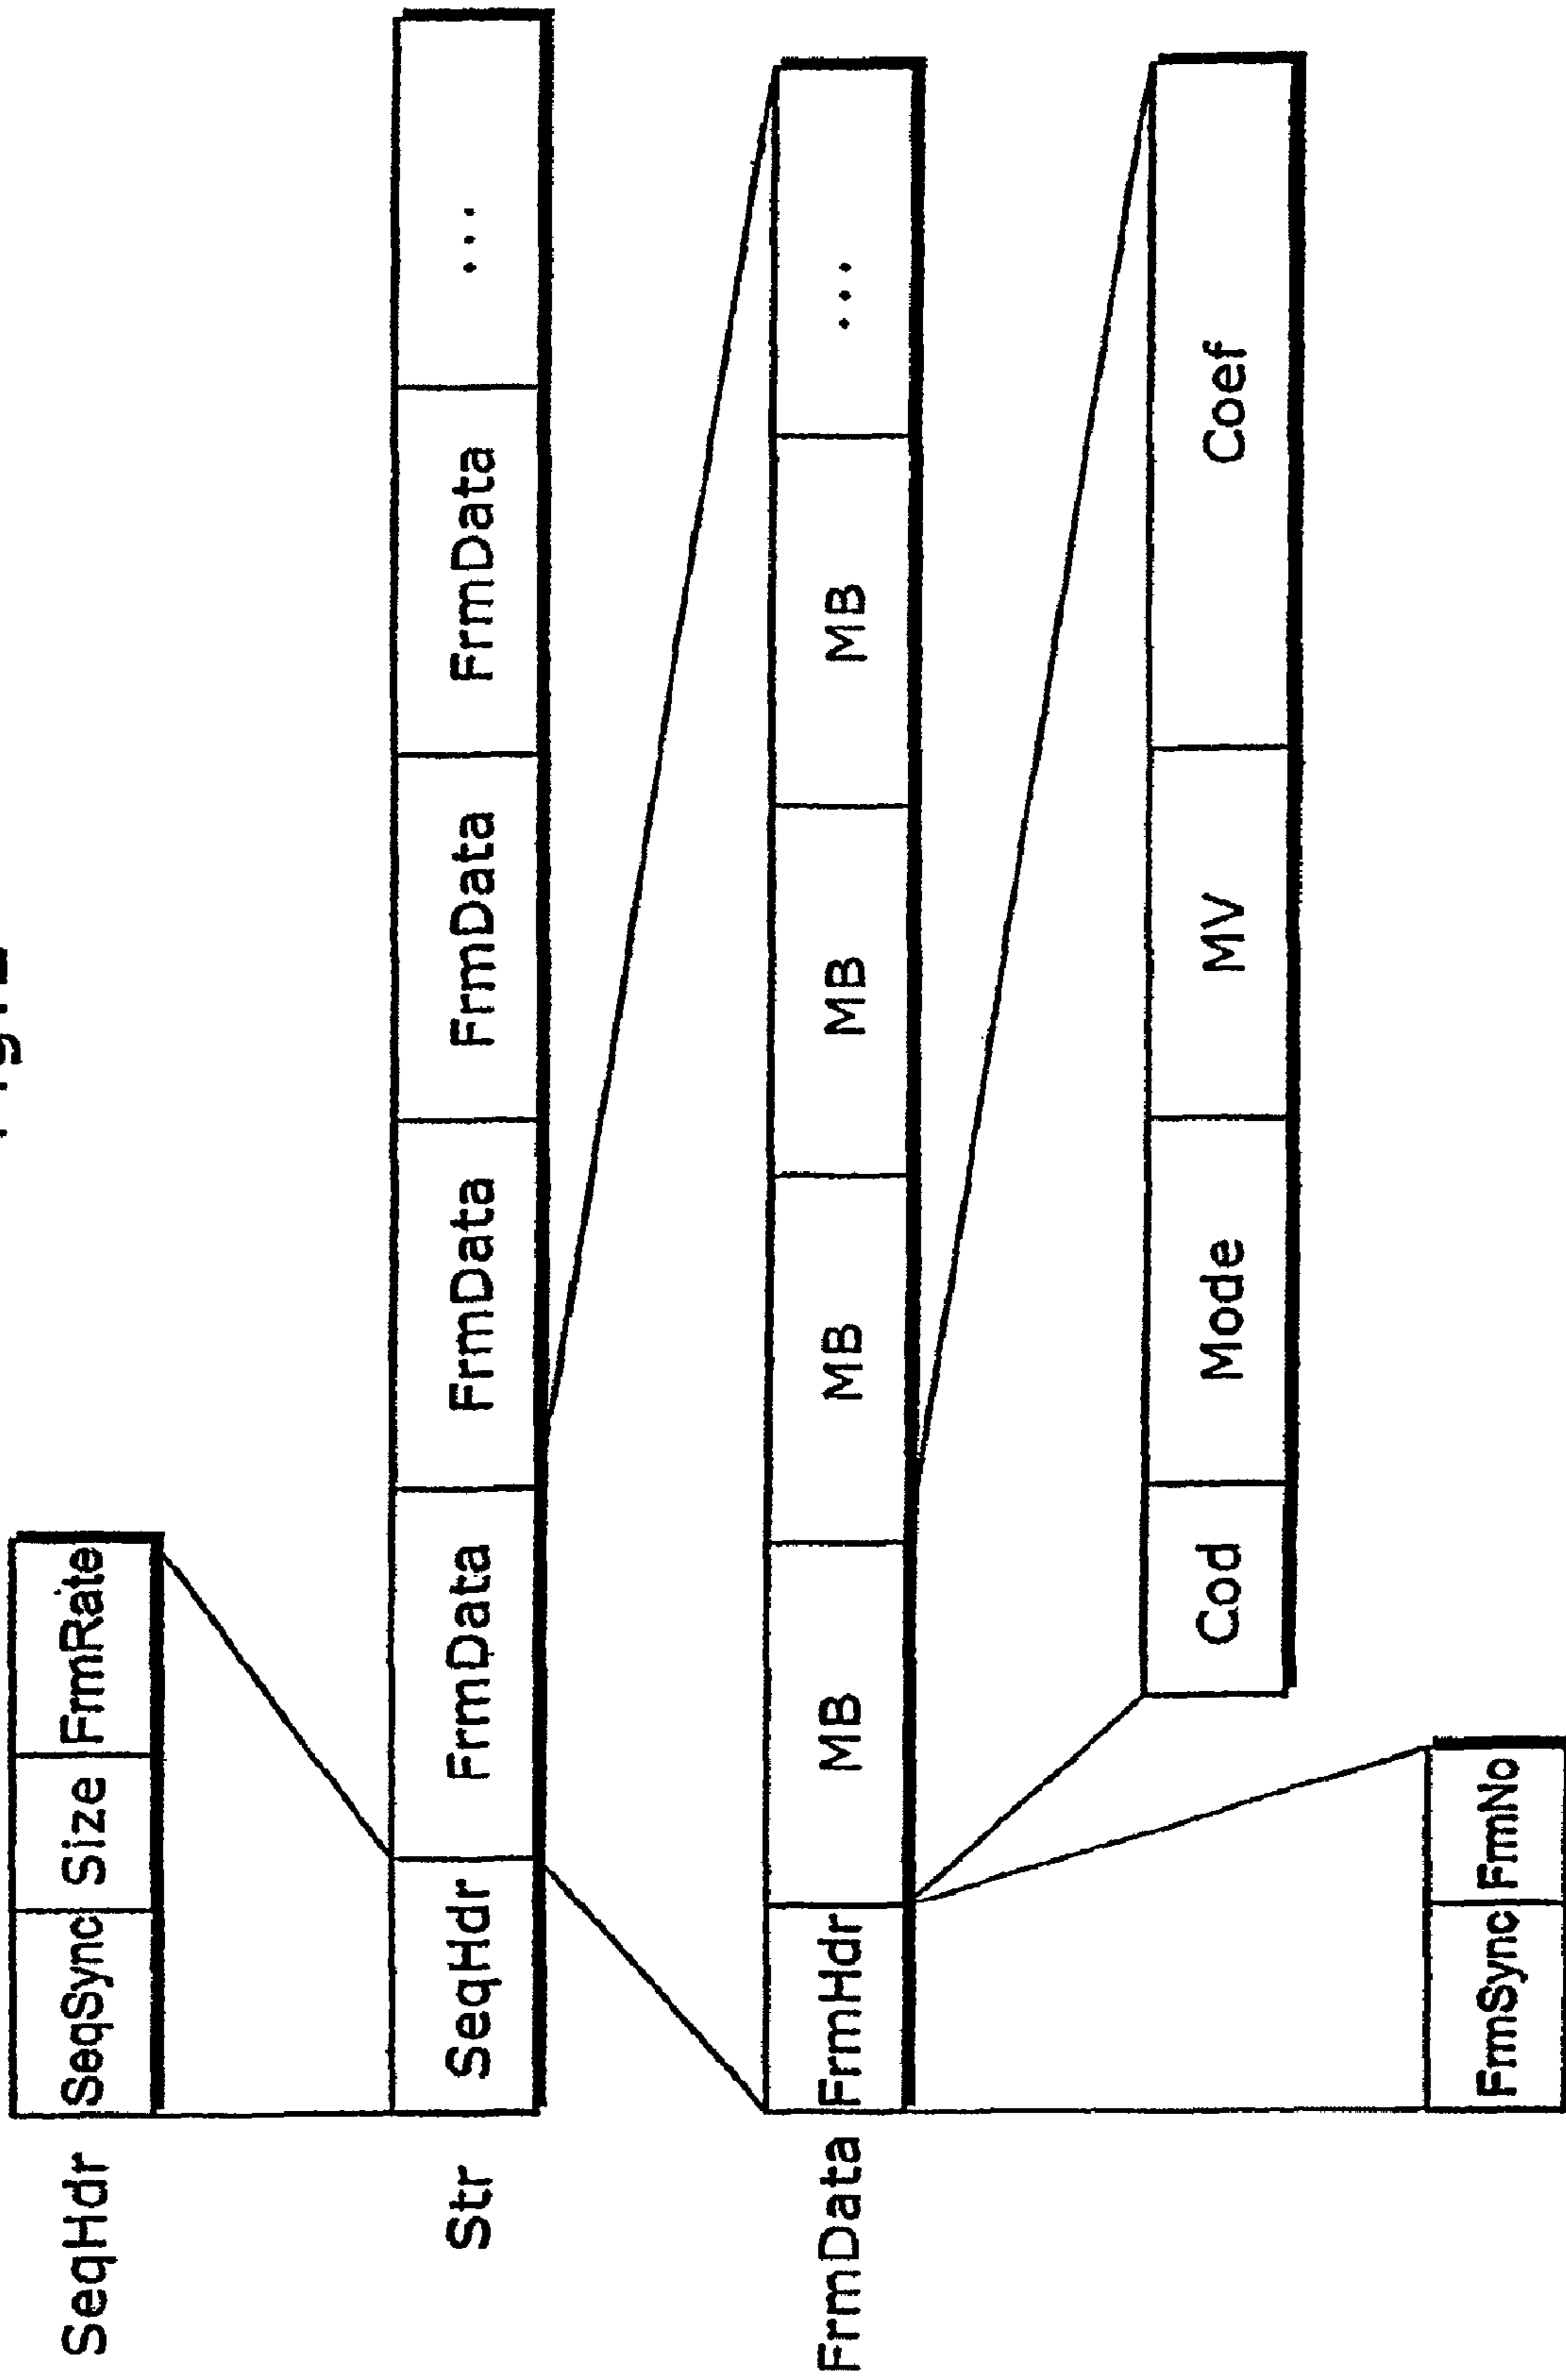 SeqHdr SeqSync Size FrmRate
Str SeqHdr FrmData FrmData FrmData FrmData ...
FrmData FrmHdr MB MB MB MB ...
Cod Mode MV Coef
FrmSync FrmNo